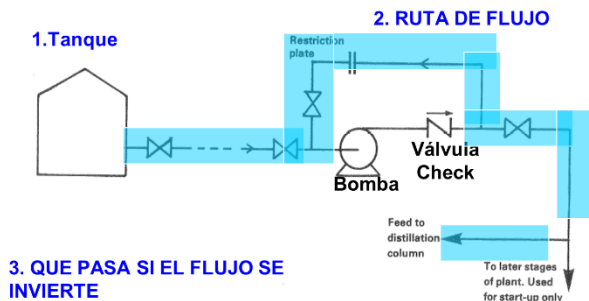 2. RUTA DE FLUJO
1.Tanque
Restriction
plate
Válvuia
Check
Bomba
Feed to
distillation
column
3. QUE PASA SI EL FLUJO SE
INVIERTE
To later stages
of plant. Used
for start-up only